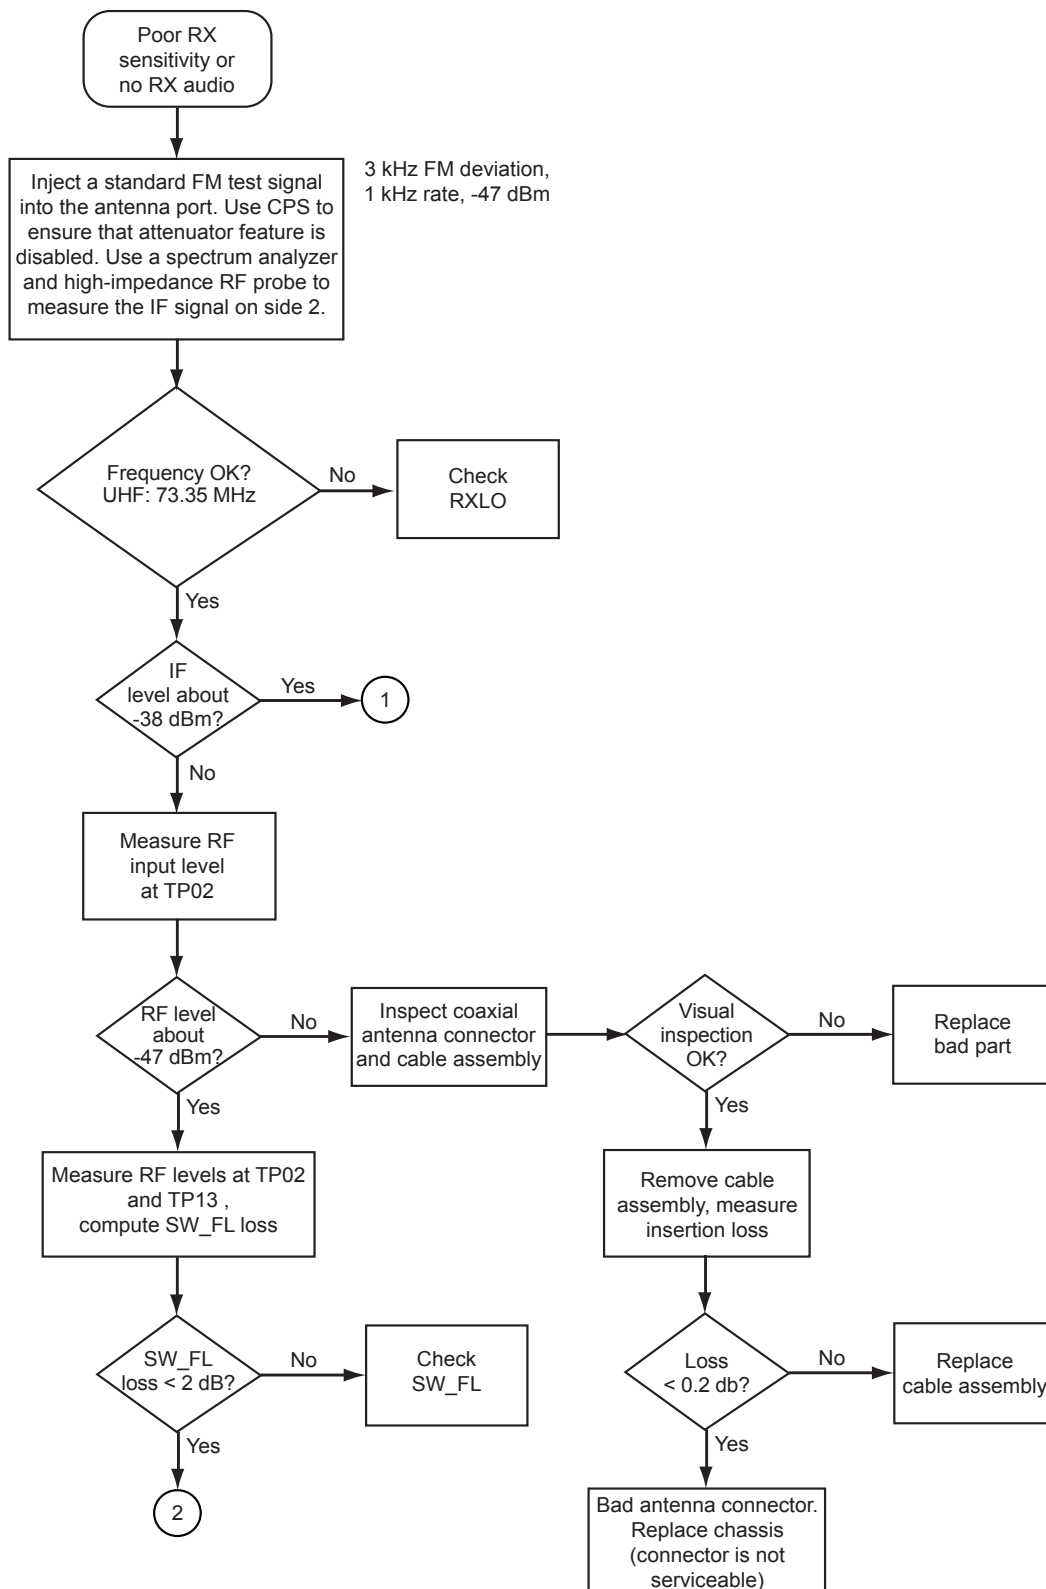 Poor RX
sensitivity or
no RX audio
Inject a standard FM test signal
into the antenna port. Use CPS to
ensure that attenuator feature is
disabled. Use a spectrum analyzer
and high-impedance RF probe to
measure the IF signal on side 2.
3 kHz FM deviation,
1 kHz rate, -47 dBm
Frequency OK?
UHF: 73.35 MHz
No
Check
RXLO
Yes
IF
level about
-38 dBm?
Yes
1
No
Measure RF
input level
at TP02
RF level
about
-47 dBm?
No
Inspect coaxial
antenna connector
and cable assembly
Visual
inspection
OK?
No
Replace
bad part
Yes
Yes
Measure RF levels at TP02
and TP13 ,
compute SW_FL loss
Remove cable
assembly, measure
insertion loss
SW_FL
loss < 2 dB?
No
Check
SW_FL
Loss
< 0.2 db?
No
Replace
cable assembly
Yes
Yes
2
Bad antenna connector.
Replace chassis
(connector is not
serviceable)